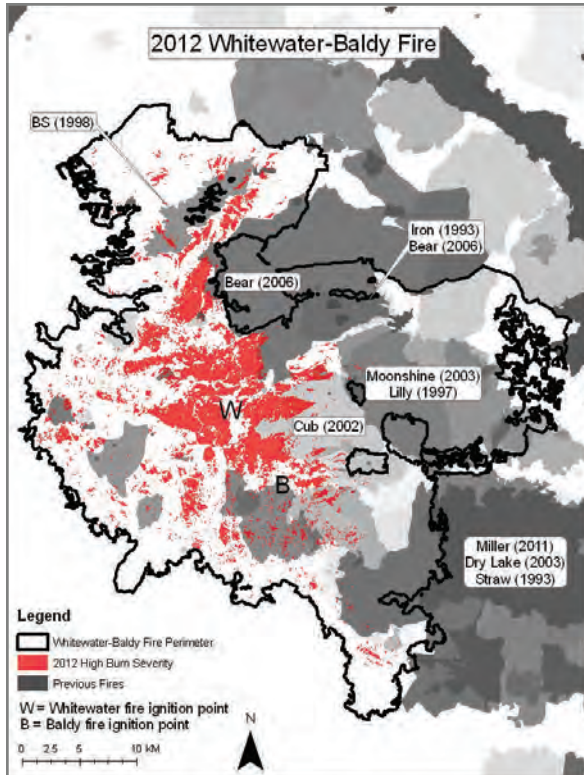 2012 Whitewater-Baldy Fire
BS (1998)
Iron (1993)
Bear (2006)
Bear (2006)
Moonshine (2003)
Lilly (1997)
W
Cub (2002)
B
Miller (2011)
Dry Lake (2003)
Straw (1993)
Legend
Whitewater-Baldy Fire Perimeter
2012 High Burn Severity
Previous Fires
W = Whitewater fire ignition point
B = Baldy fire ignition point
N
0 2.5 5 10 KM